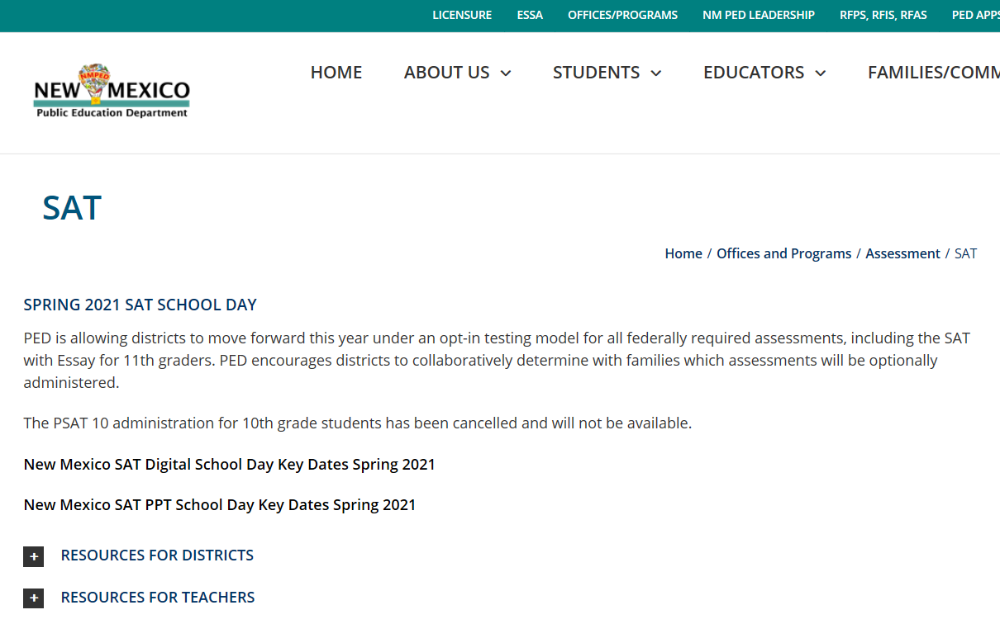 LICENSURE ESSA OFFICES/PROGRAMS NM PED LEADERSHIP RFPS, RFIS, RFAS PED APPS
NMPED
NEW MEXICO
Public Education Department
HOME ABOUT US STUDENTS EDUCATORS FAMILIES/COMM
SAT
Home / Offices and Programs / Assessment / SAT
SPRING 2021 SAT SCHOOL DAY
PED is allowing districts to move forward this year under an opt-in testing model for all federally required assessments, including the SAT
with Essay for 11th graders. PED encourages districts to collaboratively determine with families which assessments will be optionally
administered.
The PSAT 10 administration for 10th grade students has been cancelled and will not be available.
New Mexico SAT Digital School Day Key Dates Spring 2021
New Mexico SAT PPT School Day Key Dates Spring 2021
+ RESOURCES FOR DISTRICTS
+ RESOURCES FOR TEACHERS